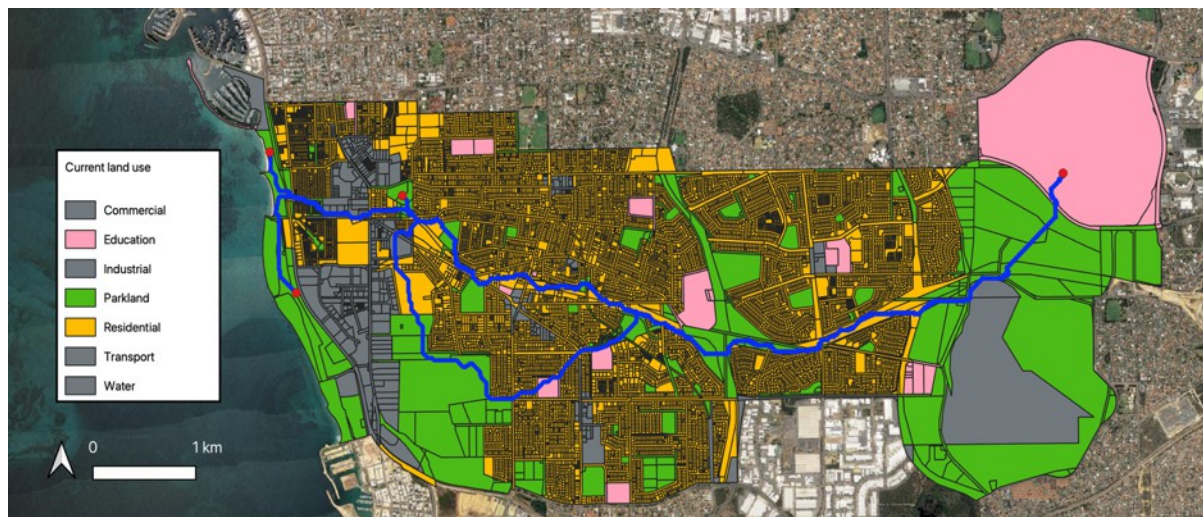 Current land use
Commercial
Education
Industrial
Parkland
Residential
Transport
Water
0 1 km